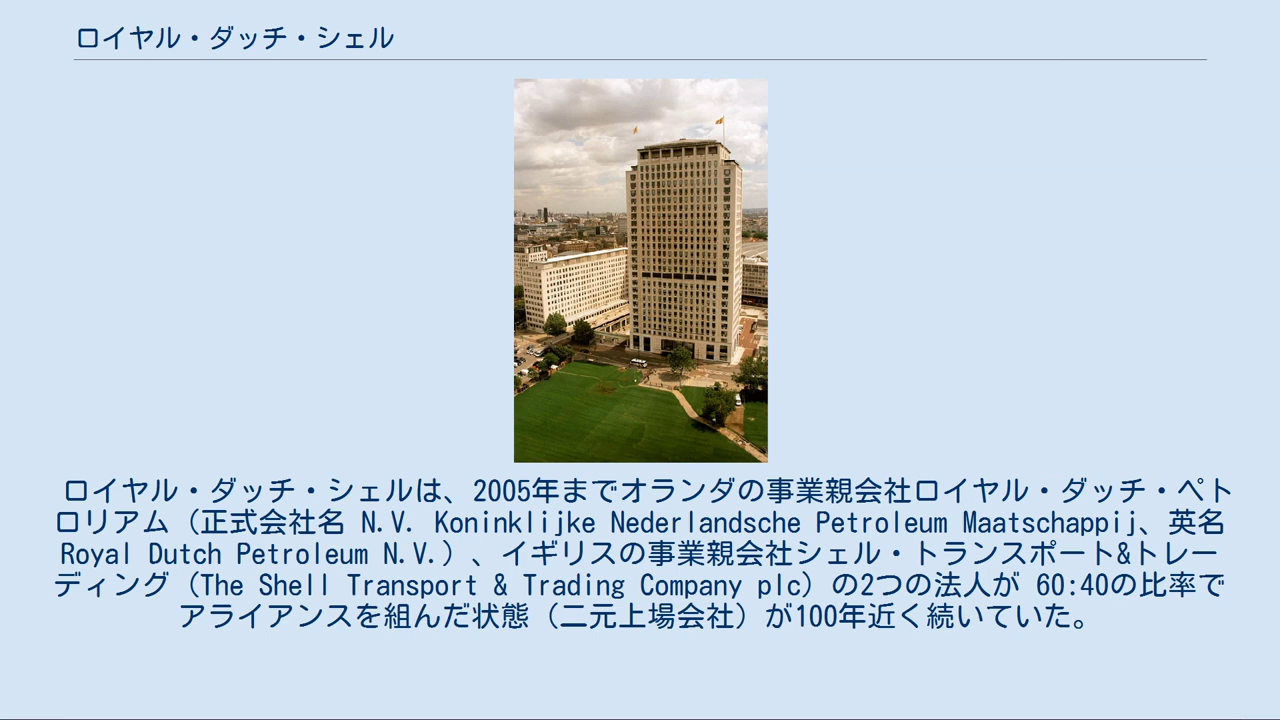 ロイヤル・ダッチ・シェル
ロイヤル・ダッチ・シェルは、2005年までオランダの事業親会社ロイヤル・ダッチ・ペト
ロリアム（正式会社名 N.V. Koninklijke Nederlandsche Petroleum Maatschappij、英名
Royal Dutch Petroleum N.V.）、イギリスの事業親会社シェル・トランスポート&トレー
ディング（The Shell Transport & Trading Company plc）の2つの法人が 60:40の比率で
アライアンスを組んだ状態（二元上場会社）が100年近く続いていた。